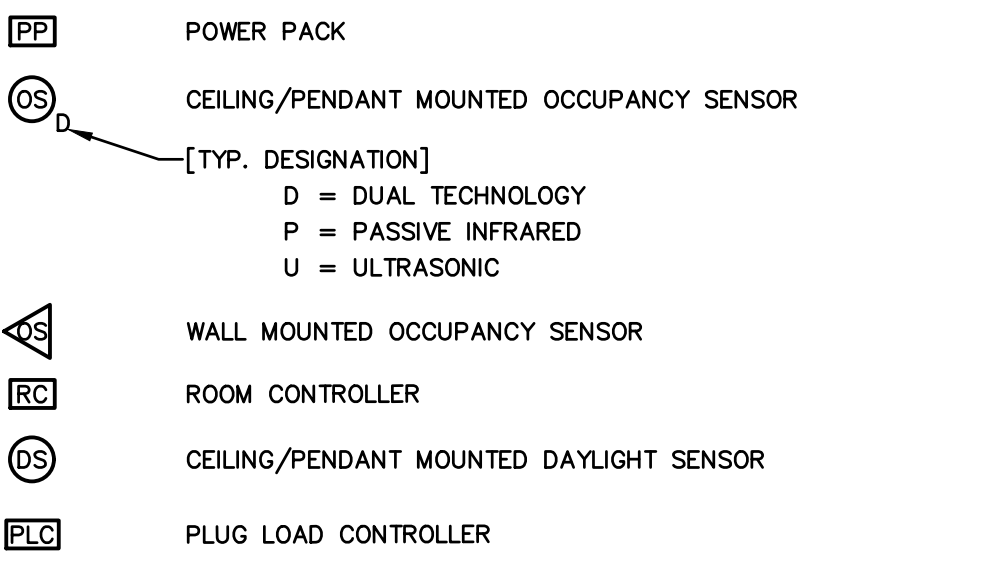 PP POWER PACK
OS CEILING/PENDANT MOUNTED OCCUPANCY SENSOR
D
[TYP. DESIGNATION]
D = DUAL TECHNOLOGY
P = PASSIVE INFRARED
U = ULTRASONIC
OS WALL MOUNTED OCCUPANCY SENSOR
RC ROOM CONTROLLER
DS CEILING/PENDANT MOUNTED DAYLIGHT SENSOR
PLC PLUG LOAD CONTROLLER